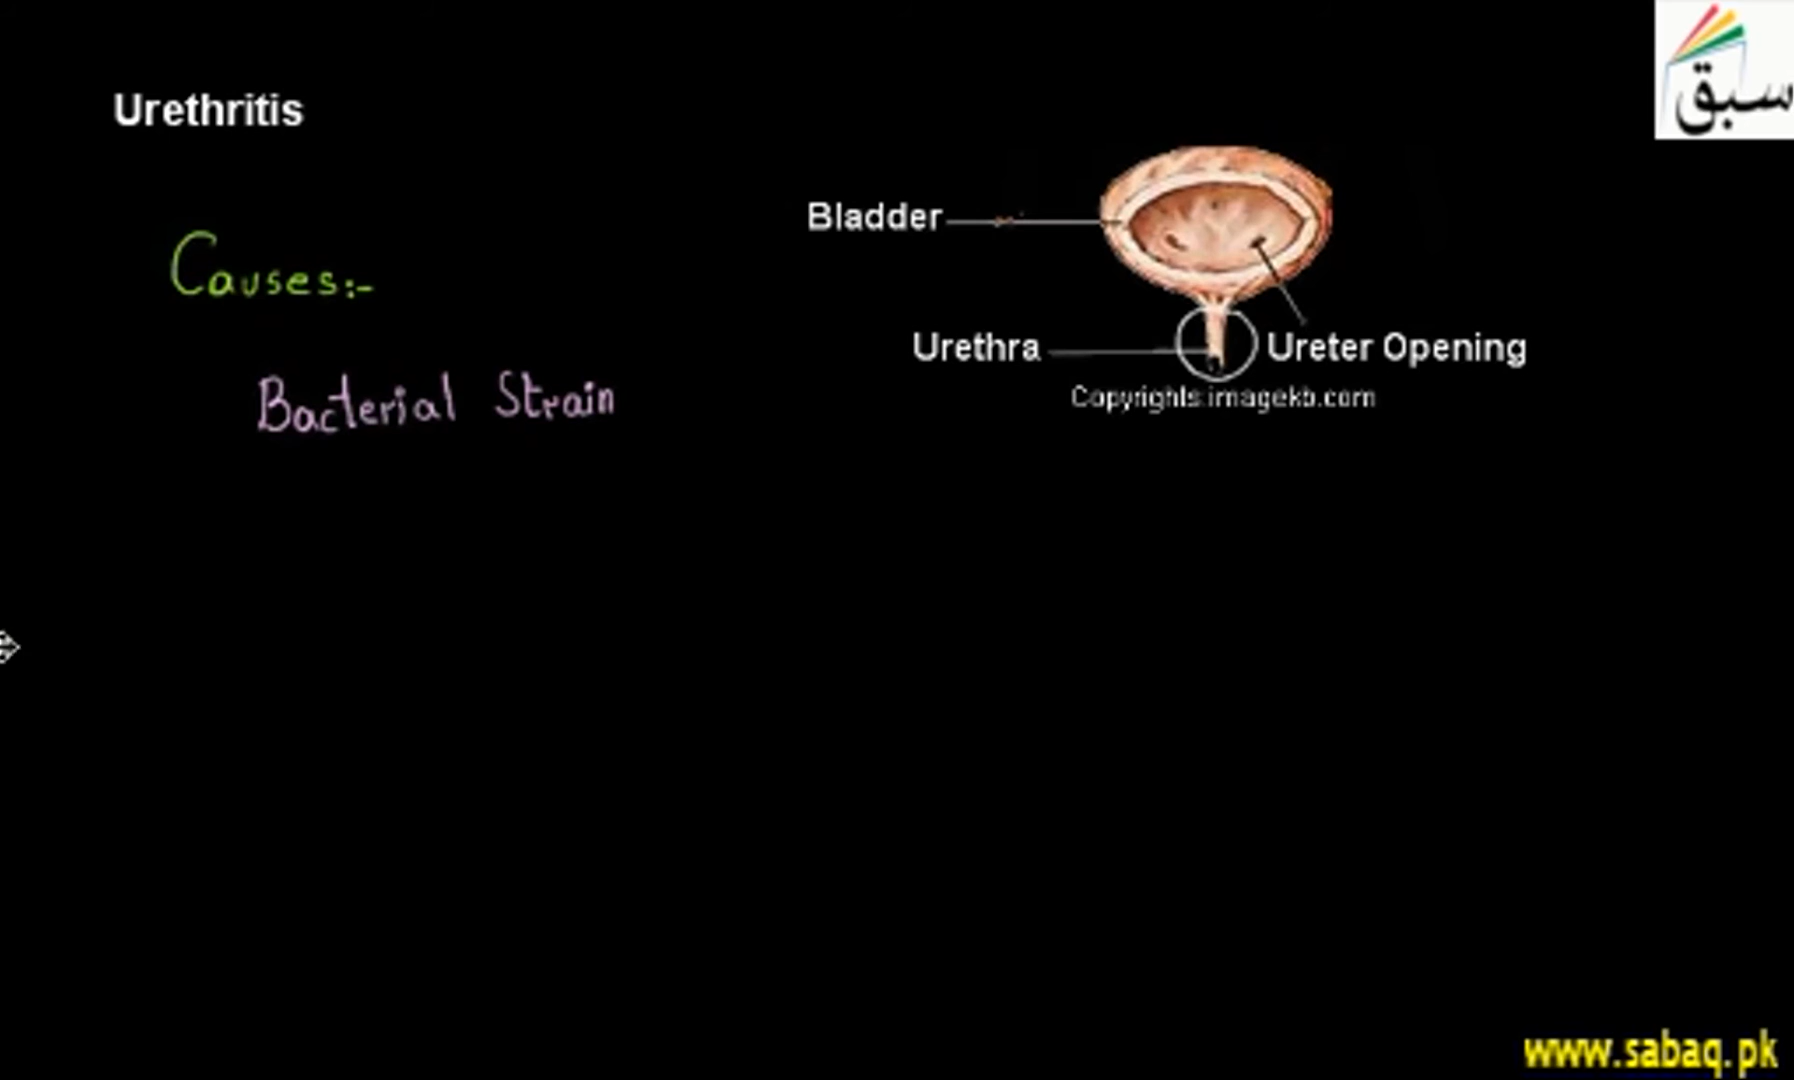 سبق
Urethritis
Bladder
Causes:-
Urethra
Ureter Opening
Bacterial Strain
Copyrights:imagekb.com
www.sabaq.pk